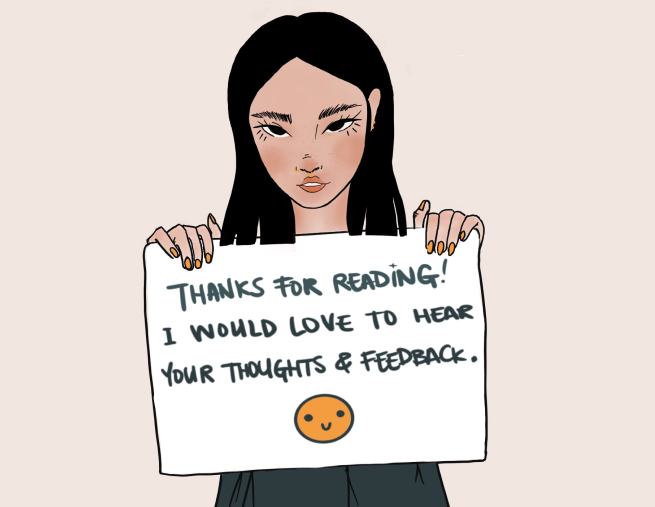 THANKS FOR READING!
I WOULD LOVE TO HEAR
YOUR THOUGHTS & FEEDBACK.